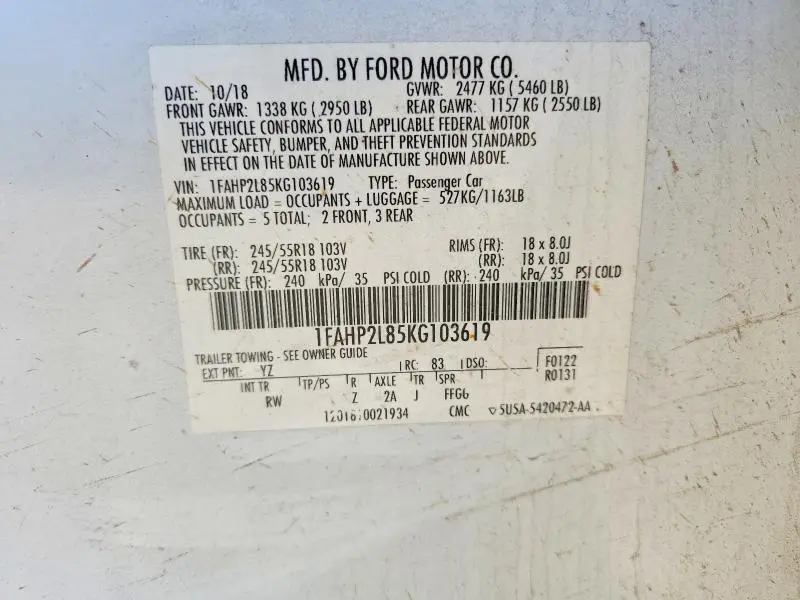 MFD. BY FORD MOTOR CO.
DATE: 10/18 GVWR: 2477 KG ( 5460 LB)
FRONT GAWR: 1338 KG ( 2950 LB) REAR GAWR: 1157 KG ( 2550 LB)
THIS VEHICLE CONFORMS TO ALL APPLICABLE FEDERAL MOTOR
VEHICLE SAFETY, BUMPER, AND THEFT PREVENTION STANDARDS
IN EFFECT ON THE DATE OF MANUFACTURE SHOWN ABOVE.
VIN: 1FAHP2L85KG103619 TYPE: Passenger Car
MAXIMUM LOAD = OCCUPANTS + LUGGAGE = 527KG/1163LB
OCCUPANTS = 5 TOTAL; 2 FRONT, 3 REAR
TIRE (FR): 245/55R18 103V RIMS (FR): 18 x 8.0J
(RR): 245/55R18 103V (RR): 18 x 8.0J
PRESSURE (FR): 240 kPa/ 35 PSI COLD (RR): 240 kPa/ 35 PSI COLD
1FAHP2L85KG103619
TRAILER TOWING - SEE OWNER GUIDE
EXT PNT: YZ RC: 83 DSO: F0122
R0131
INT TR TP/PS R AXLE TR SPR
RW Z 2A J FFGG
CMC 5USA-5420472-AA